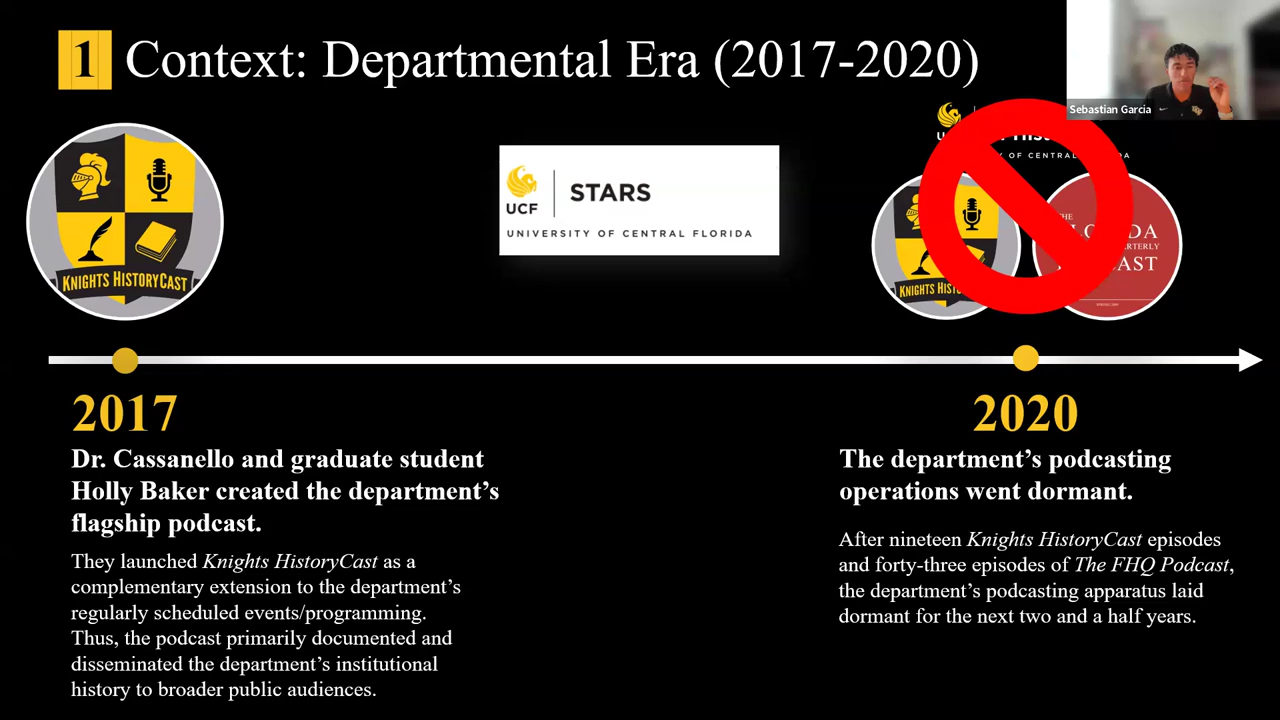 1 Context: Departmental Era (2017-2020)
Sebastian Garcia
KNIGHTS HISTORYCAST
UCF
STARS
UNIVERSITY OF CENTRAL FLORIDA
OF CENTRAL FLORIDA
THE
KNIGHTS
2017
Dr. Cassanello and graduate student
Holly Baker created the department’s
flagship podcast.
They launched Knights HistoryCast as a
complementary extension to the department’s
regularly scheduled events/programming.
Thus, the podcast primarily documented and
disseminated the department’s institutional
history to broader public audiences.
2020
The department’s podcasting
operations went dormant.
After nineteen Knights HistoryCast episodes
and forty-three episodes of The FHQ Podcast,
the department’s podcasting apparatus laid
dormant for the next two and a half years.